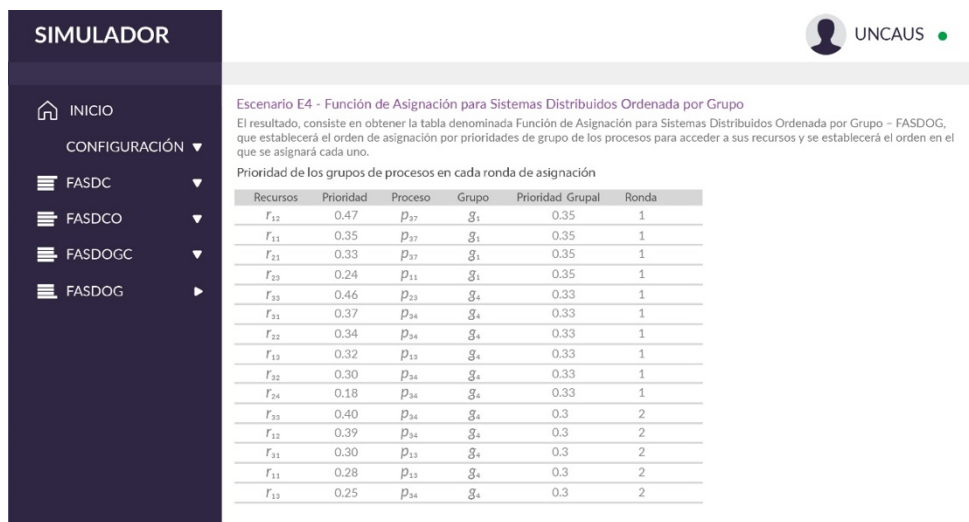 SIMULADOR
UNCAUS
INICIO
CONFIGURACIÓN
FASDC
FASDCO
FASDOGC
FASDOG
Escenario E4 - Función de Asignación para Sistemas Distribuidos Ordenada por Grupo
El resultado, consiste en obtener la tabla denominada Función de Asignación para Sistemas Distribuidos Ordenada por Grupo – FASDOG,
que establecerá el orden de asignación por prioridades de grupo de los procesos para acceder a sus recursos y se establecerá el orden en el
que se asignará cada uno.
Prioridad de los grupos de procesos en cada ronda de asignación
Recursos Prioridad Proceso Grupo Prioridad Grupal Ronda
r₁₂ 0.47 p₃₇ g₁ 0.35 1
r₁₁ 0.35 p₃₇ g₁ 0.35 1
r₂₁ 0.33 p₃₇ g₁ 0.35 1
r₂₃ 0.24 p₁₁ g₁ 0.35 1
r₃₃ 0.46 p₂₃ g₄ 0.33 1
r₃₁ 0.37 p₃₄ g₄ 0.33 1
r₂₂ 0.34 p₃₄ g₄ 0.33 1
r₁₃ 0.32 p₁₃ g₄ 0.33 1
r₃₂ 0.30 p₃₄ g₄ 0.33 1
r₂₄ 0.18 p₃₄ g₄ 0.33 1
r₃₃ 0.40 p₃₄ g₄ 0.3 2
r₁₂ 0.39 p₃₄ g₄ 0.3 2
r₃₁ 0.30 p₁₃ g₄ 0.3 2
r₁₁ 0.28 p₁₃ g₄ 0.3 2
r₁₃ 0.25 p₃₄ g₄ 0.3 2